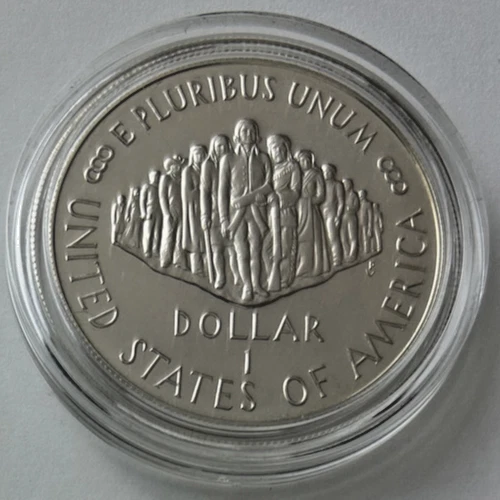 E PLURIBUS UNUM
DOLLAR
1
UNITED STATES OF AMERICA